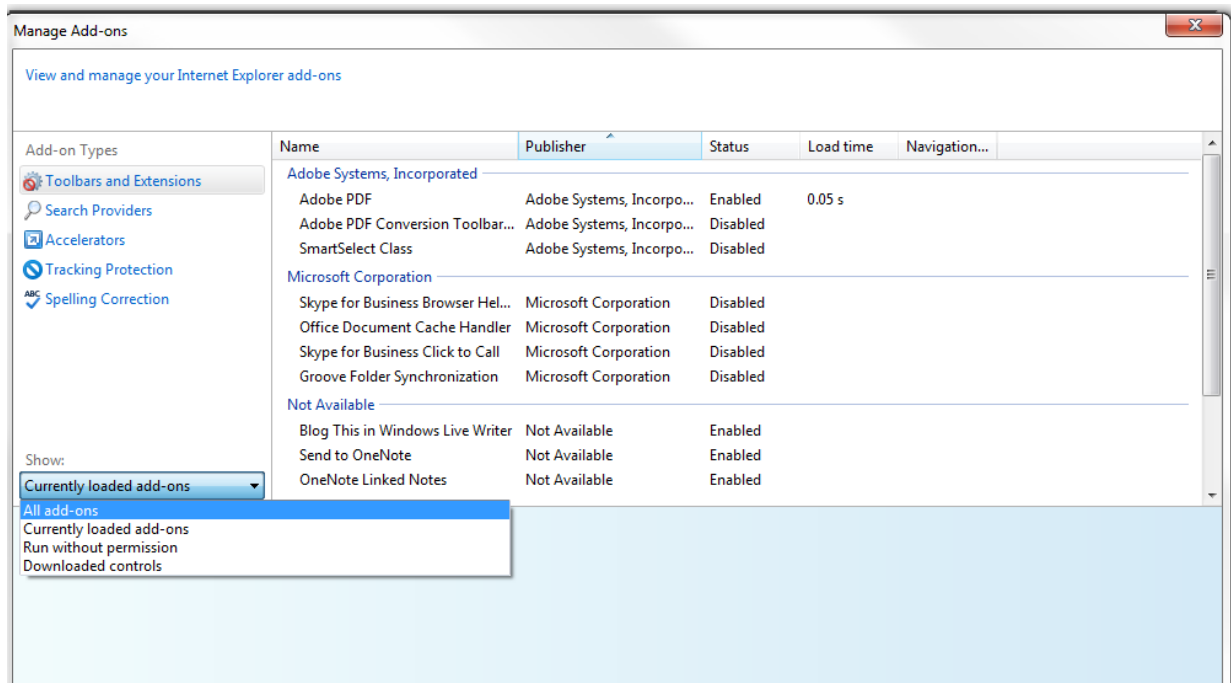 Manage Add-ons
View and manage your Internet Explorer add-ons
Add-on Types
Toolbars and Extensions
Search Providers
Accelerators
Tracking Protection
ABC Spelling Correction
Show:
Currently loaded add-ons
All add-ons
Currently loaded add-ons
Run without permission
Downloaded controls
Name Publisher Status Load time Navigation...
Adobe Systems, Incorporated
Adobe PDF Adobe Systems, Incorpo... Enabled 0.05 s
Adobe PDF Conversion Toolbar... Adobe Systems, Incorpo... Disabled
SmartSelect Class Adobe Systems, Incorpo... Disabled
Microsoft Corporation
Skype for Business Browser Hel... Microsoft Corporation Disabled
Office Document Cache Handler Microsoft Corporation Disabled
Skype for Business Click to Call Microsoft Corporation Disabled
Groove Folder Synchronization Microsoft Corporation Disabled
Not Available
Blog This in Windows Live Writer Not Available Enabled
Send to OneNote Not Available Enabled
OneNote Linked Notes Not Available Enabled